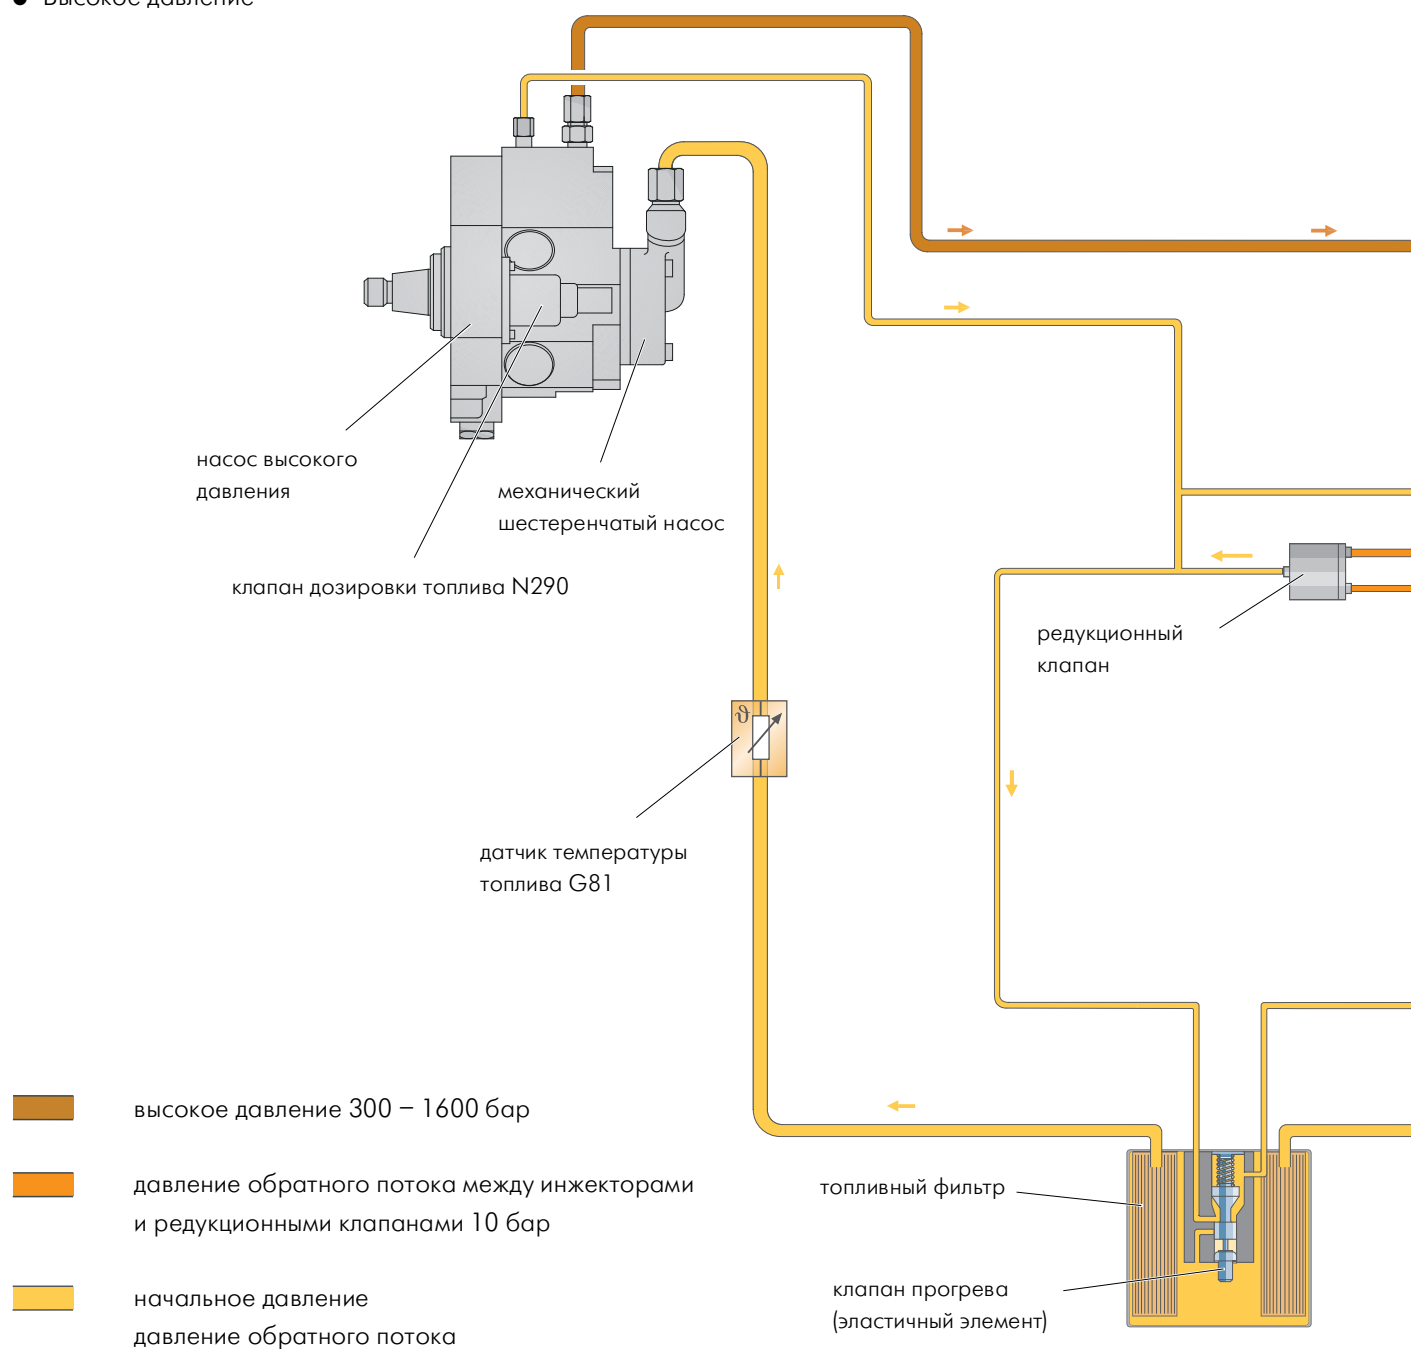 ● Высокое давление
насос высокого
давления
механический
шестеренчатый насос
клапан дозировки топлива N290
редукционный
клапан
ϑ
датчик температуры
топлива G81
высокое давление 300 – 1600 бар
давление обратного потока между инжекторами
и редукционными клапанами 10 бар
начальное давление
давление обратного потока
топливный фильтр
клапан прогрева
(эластичный элемент)